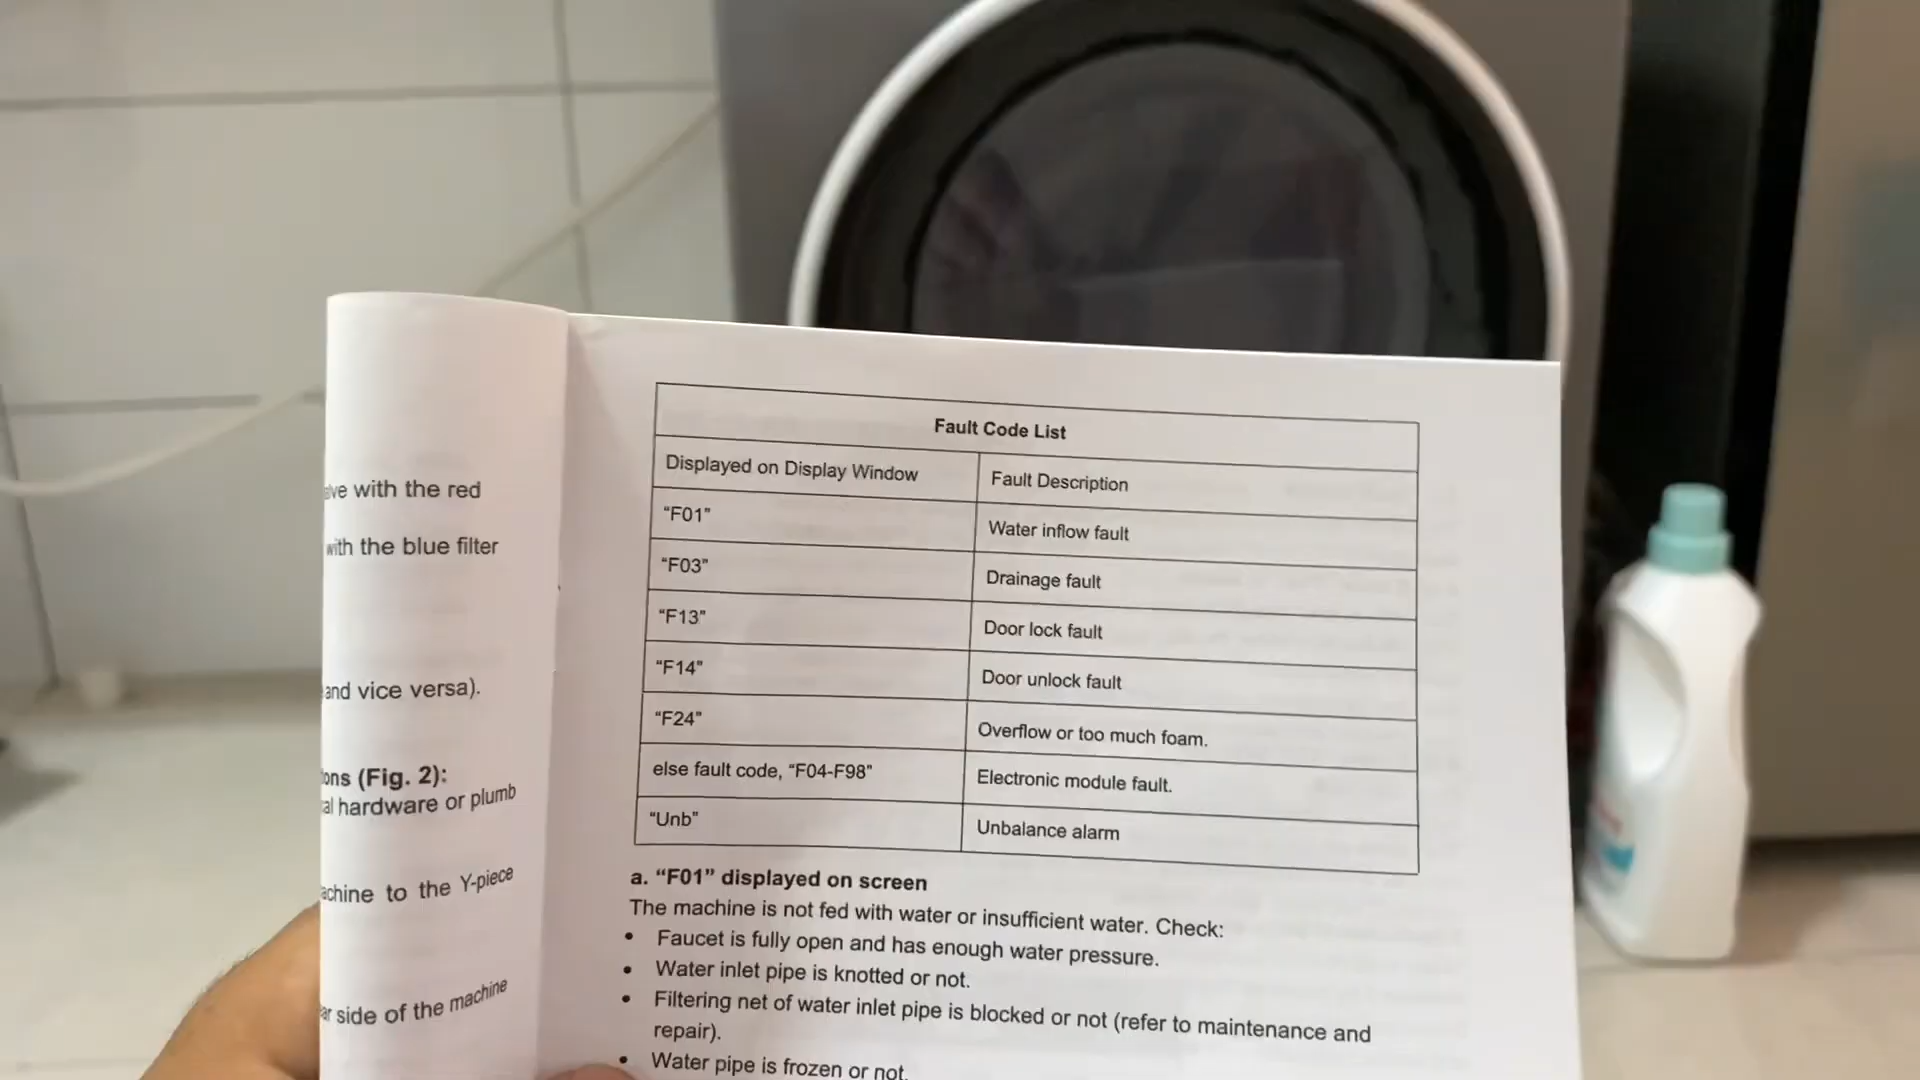 with the red
with the blue filter
and vice versa).
(Fig. 2):
hardware or plumb
to the Y-piece
side of the machine
Fault Code List
Displayed on Display Window Fault Description
“F01” Water inflow fault
“F03” Drainage fault
“F13” Door lock fault
“F14” Door unlock fault
“F24” Overflow or too much foam.
else fault code, “F04-F98” Electronic module fault.
“Unb” Unbalance alarm
a. “F01” displayed on screen
The machine is not fed with water or insufficient water. Check:
• Faucet is fully open and has enough water pressure.
• Water inlet pipe is knotted or not.
• Filtering net of water inlet pipe is blocked or not (refer to maintenance and
repair).
• Water pipe is frozen or not.